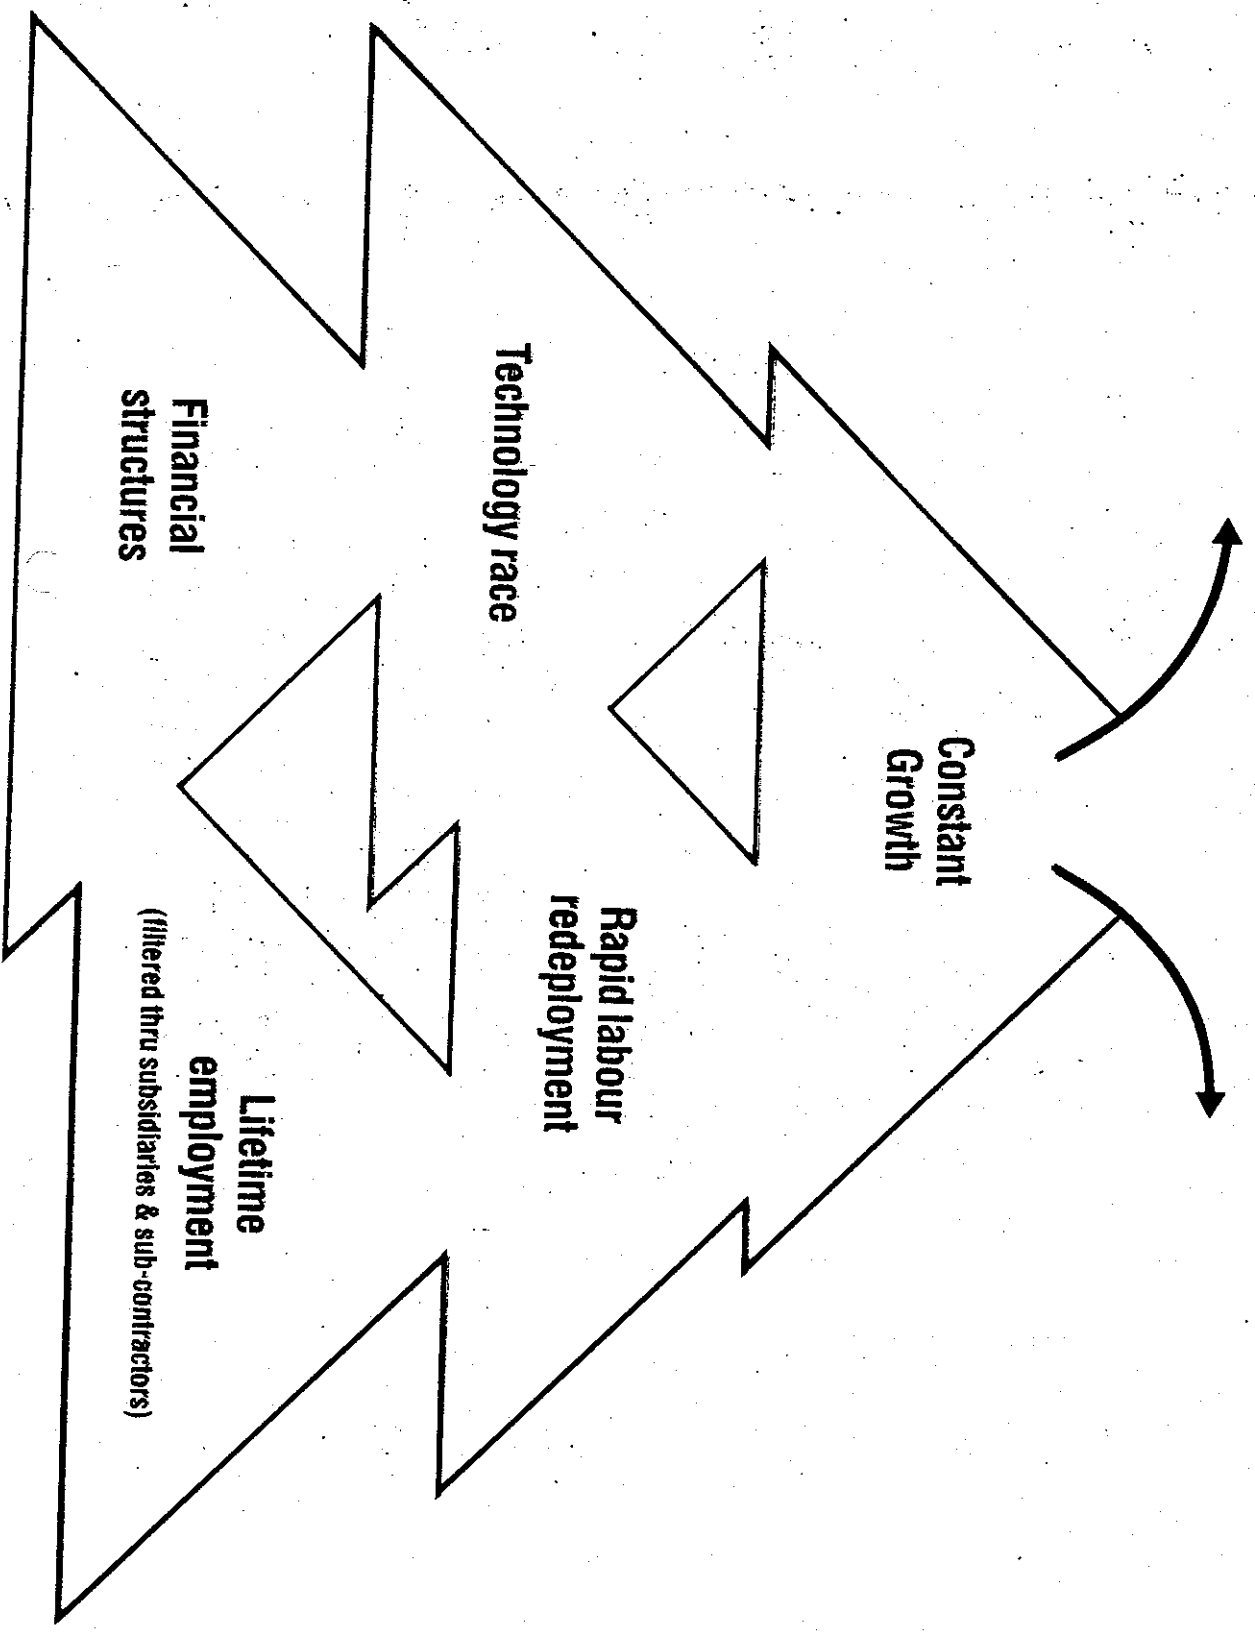 Constant
Growth
Technology race
Rapid labour
redeployment
Financial
structures
Lifetime
employment
(filtered thru subsidiaries & sub-contractors)